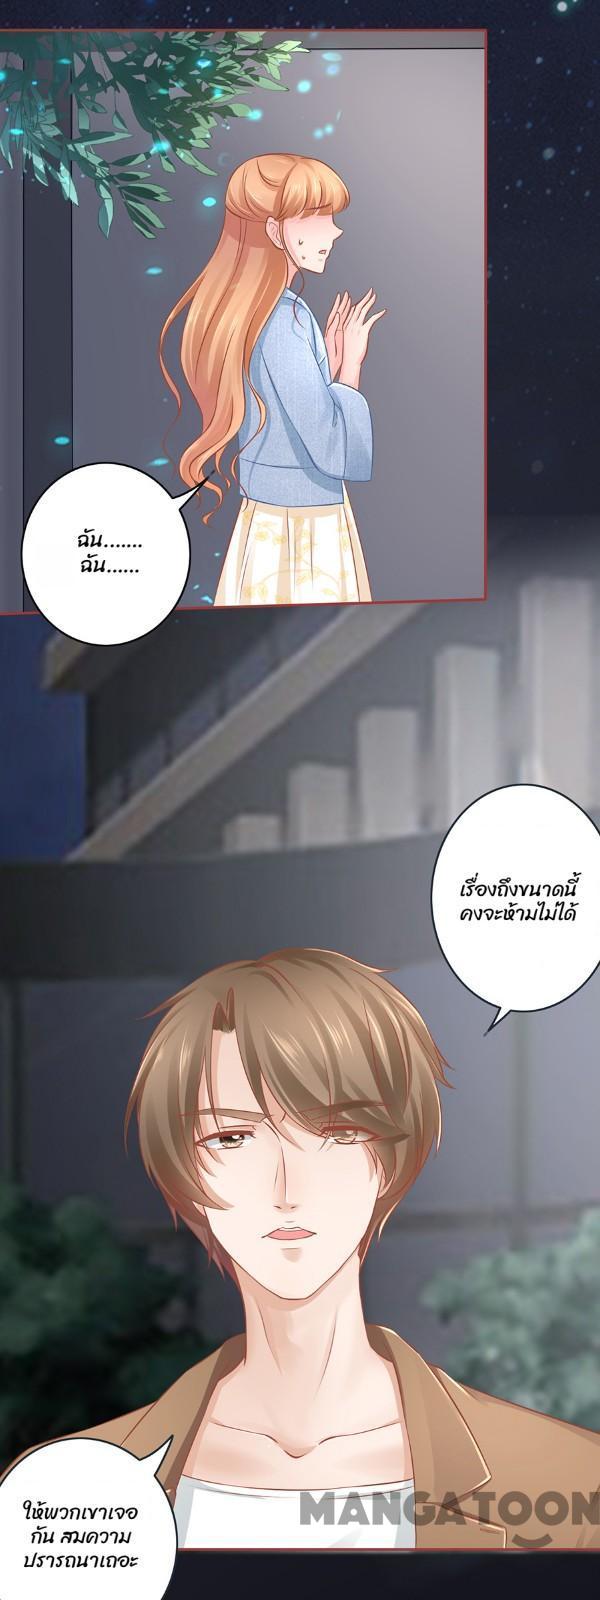 ฉัน.......
ฉัน......
เรื่องถึงขนาดนี้
คงจะห้ามไม่ได้
ให้พวกเขาเจอ
กัน สมความ
ปรารถนาเถอะ
MANGATOON